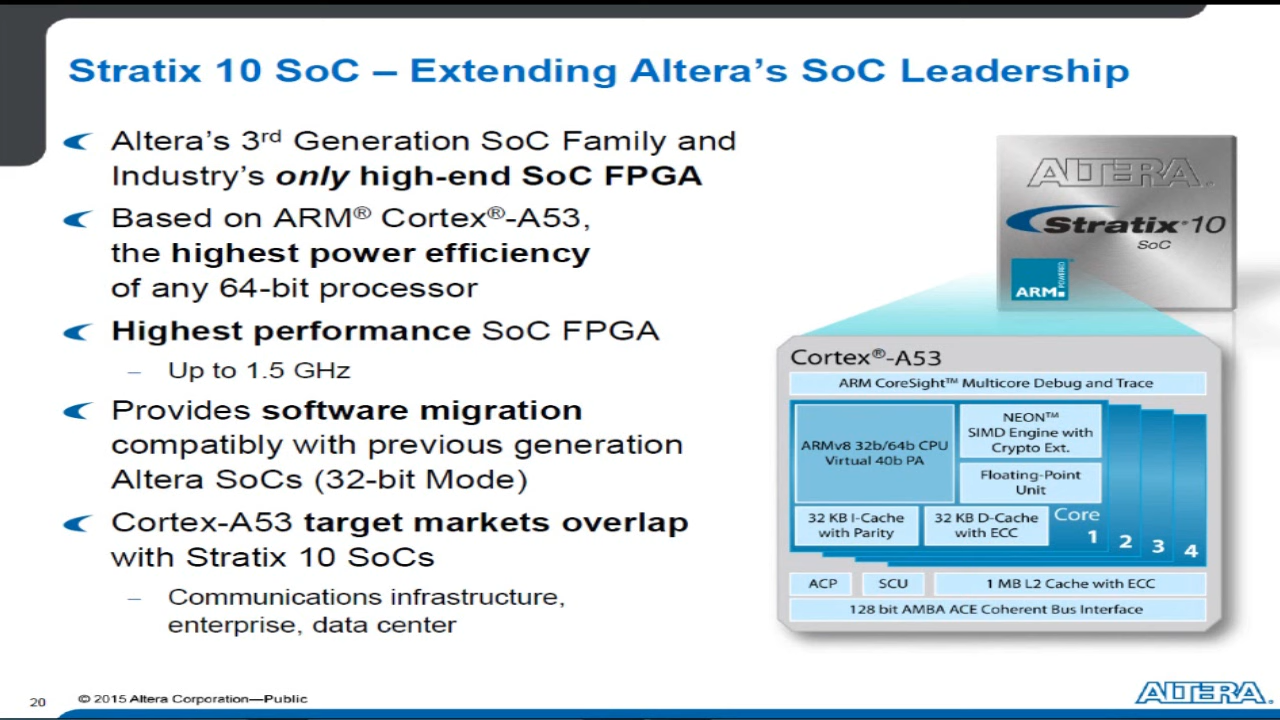 Stratix 10 SoC – Extending Altera's SoC Leadership
Altera's 3rd Generation SoC Family and
Industry's only high-end SoC FPGA
Based on ARM® Cortex®-A53,
the highest power efficiency
of any 64-bit processor
Highest performance SoC FPGA
– Up to 1.5 GHz
Provides software migration
compatibly with previous generation
Altera SoCs (32-bit Mode)
Cortex-A53 target markets overlap
with Stratix 10 SoCs
– Communications infrastructure,
enterprise, data center
ALTERA®
Stratix® 10
SoC
ARM® POWERED
Cortex®-A53
ARM CoreSight™ Multicore Debug and Trace
ARMv8 32b/64b CPU
Virtual 40b PA
NEON™
SIMD Engine with
Crypto Ext.
Floating-Point
Unit
32 KB I-Cache
with Parity
32 KB D-Cache
with ECC
Core
1 2 3 4
ACP
SCU
1 MB L2 Cache with ECC
128 bit AMBA ACE Coherent Bus Interface
20
© 2015 Altera Corporation—Public
ALTERA®